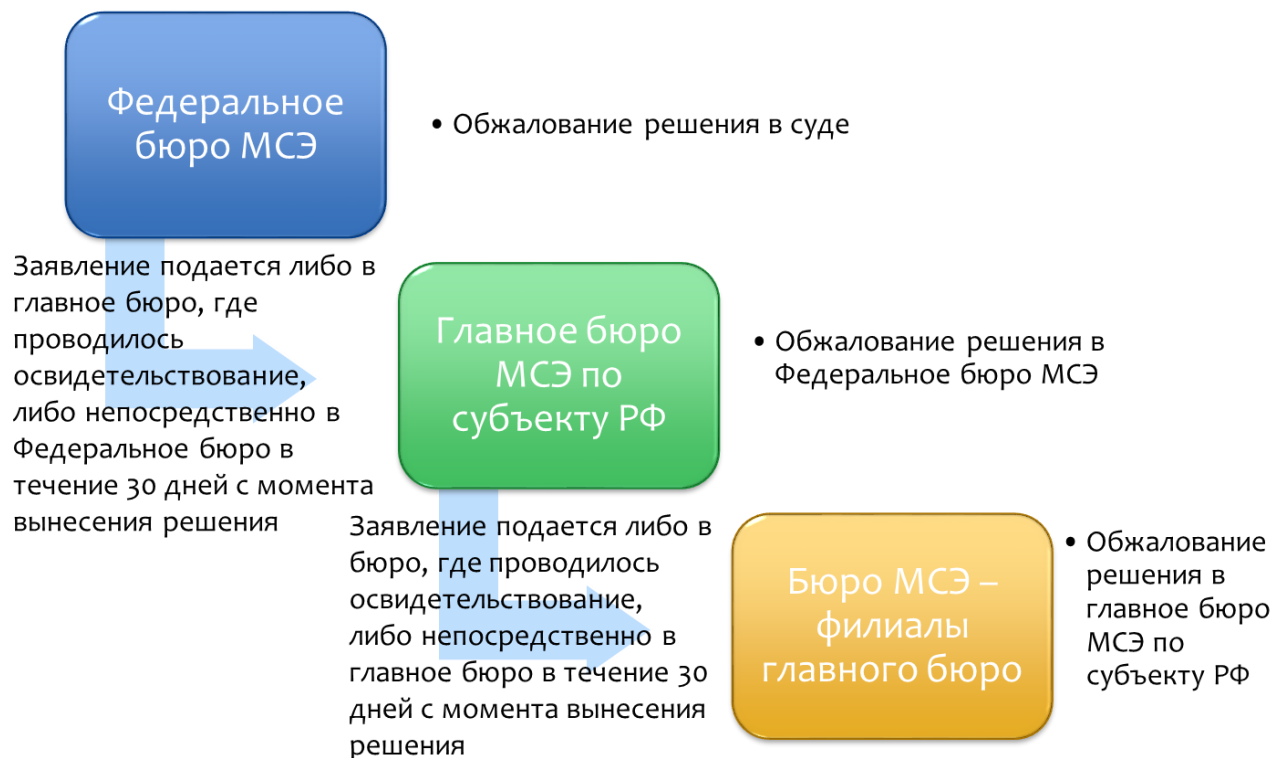 Федеральное
бюро МСЭ
• Обжалование решения в суде
Заявление подается либо в
главное бюро, где
проводилось
освидетельствование,
либо непосредственно в
Федеральное бюро в
течение 30 дней с момента
вынесения решения
Главное бюро
МСЭ по
субъекту РФ
• Обжалование решения в
Федеральное бюро МСЭ
Заявление подается либо в
бюро, где проводилось
освидетельствование,
либо непосредственно в
главное бюро в течение 30
дней с момента вынесения
решения
Бюро МСЭ –
филиалы
главного бюро
• Обжалование
решения в
главное бюро
МСЭ по
субъекту РФ